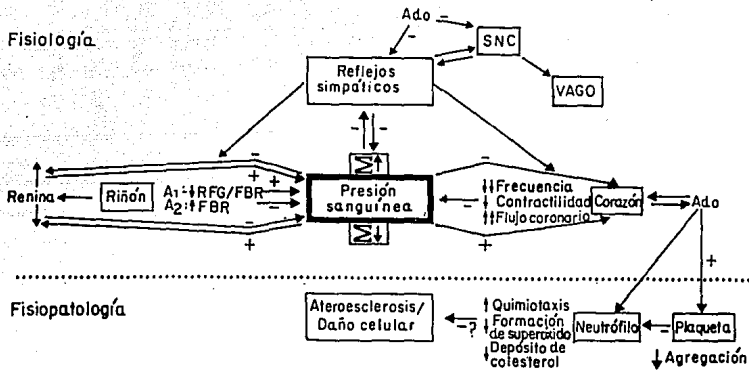 Fisiología
Ado -
-
SNC
VAGO
Reflejos
simpáticos
- -
M
-
+
+
Renina
Riñón
A1:↓RFG/FBR
A2:↑FBR
-
Presión
sanguínea
-
-
↓↓Frecuencia
↓Contractilidad
↑↑Flujo coronario
Corazón
Ado
M
-
+
+
+
Fisiopatología
Ateroesclerosis/
Daño celular
-?
↑ Quimiotaxis
↓ Formación
de superoxido
↓ Depósito de
colesterol
Neutrófilo
-
Plaqueta
↓ Agregación